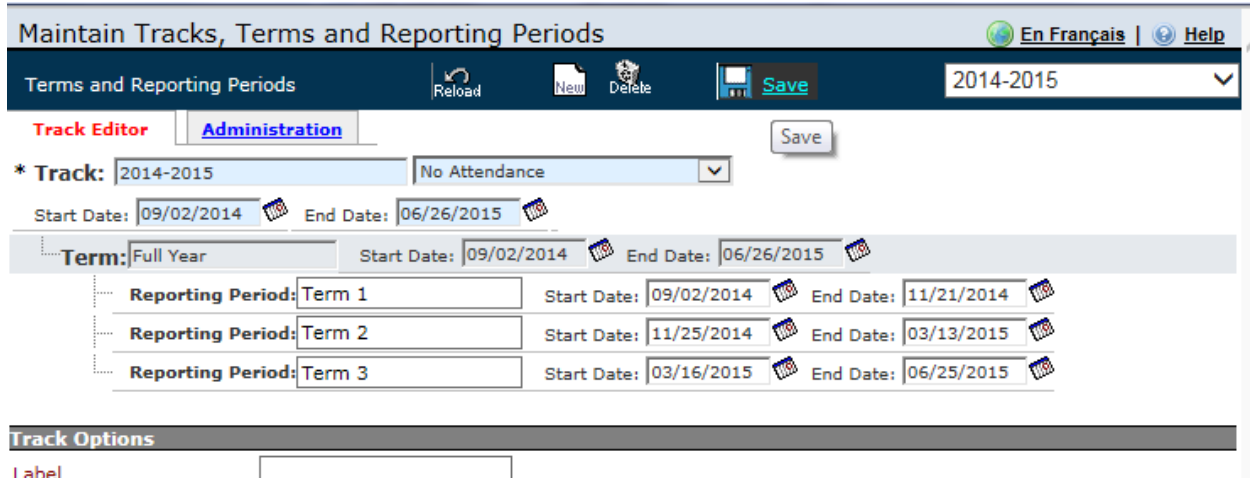 Maintain Tracks, Terms and Reporting Periods En Français | Help
Terms and Reporting Periods Reload New Delete Save 2014-2015
Track Editor Administration Save
* Track: 2014-2015 No Attendance
Start Date: 09/02/2014 End Date: 06/26/2015
Term: Full Year Start Date: 09/02/2014 End Date: 06/26/2015
Reporting Period: Term 1 Start Date: 09/02/2014 End Date: 11/21/2014
Reporting Period: Term 2 Start Date: 11/25/2014 End Date: 03/13/2015
Reporting Period: Term 3 Start Date: 03/16/2015 End Date: 06/25/2015
Track Options
Label